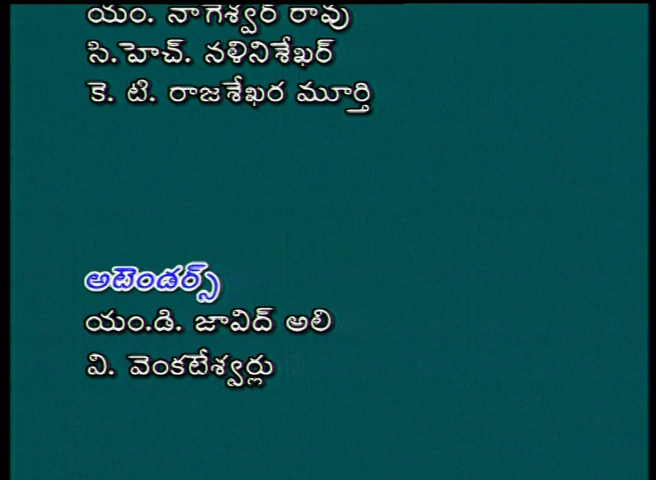 యం. నాగేశ్వర్ రావు
సి.హెచ్. నళినిశేఖర్
కె. టి. రాజశేఖర మూర్తి
అటెండర్స్
యం.డి. జావిద్ అలి
వి. వెంకటేశ్వర్లు